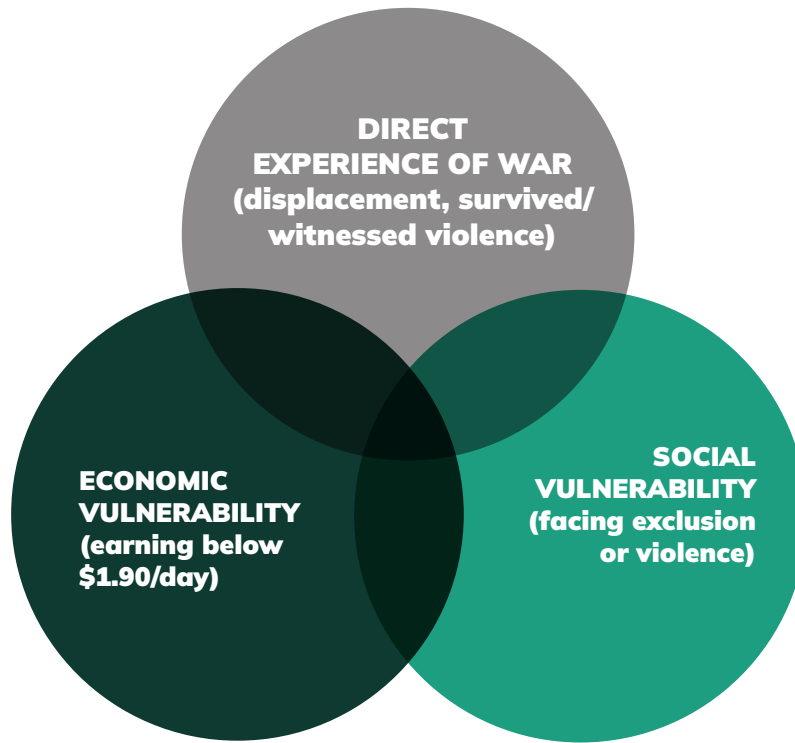 DIRECT
EXPERIENCE OF WAR
(displacement, survived/
witnessed violence)
ECONOMIC
VULNERABILITY
(earning below
$1.90/day)
SOCIAL
VULNERABILITY
(facing exclusion
or violence)